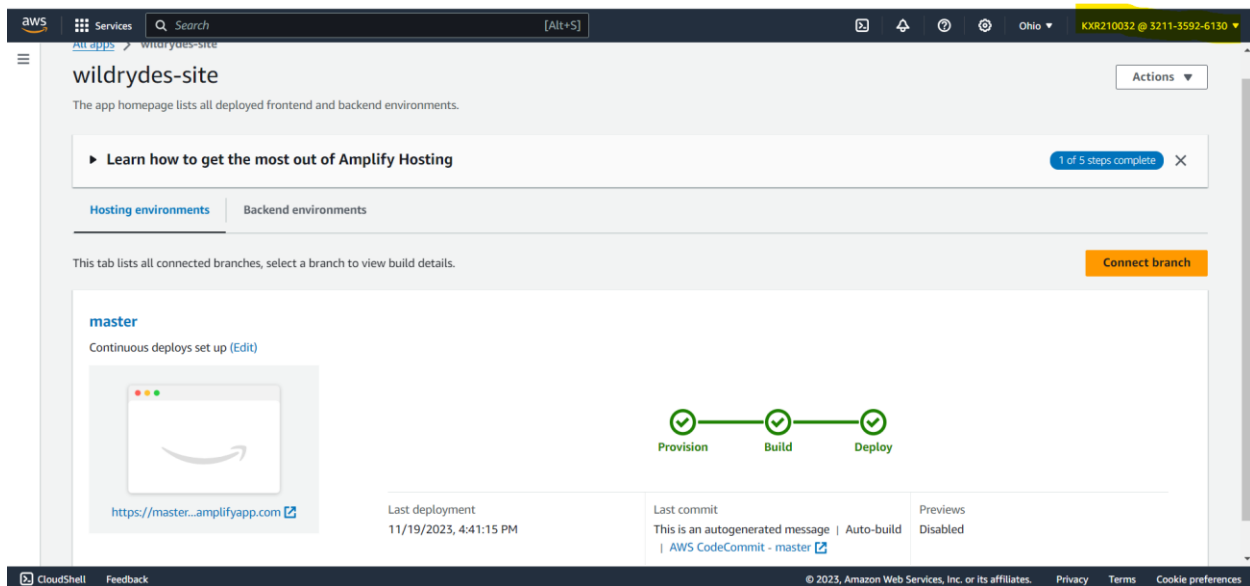 aws Services Search [Alt+S] Ohio KXR210032 @ 3211-3592-6130
All apps > wildrydes-site
wildrydes-site
Actions
The app homepage lists all deployed frontend and backend environments.
Learn how to get the most out of Amplify Hosting
1 of 5 steps complete
Hosting environments Backend environments
This tab lists all connected branches, select a branch to view build details.
Connect branch
master
Continuous deploys set up (Edit)
Provision Build Deploy
https://master...amplifyapp.com
Last deployment
11/19/2023, 4:41:15 PM
Last commit
This is an autogenerated message | Auto-build
| AWS CodeCommit - master
Previews
Disabled
CloudShell Feedback © 2023, Amazon Web Services, Inc. or its affiliates. Privacy Terms Cookie preferences